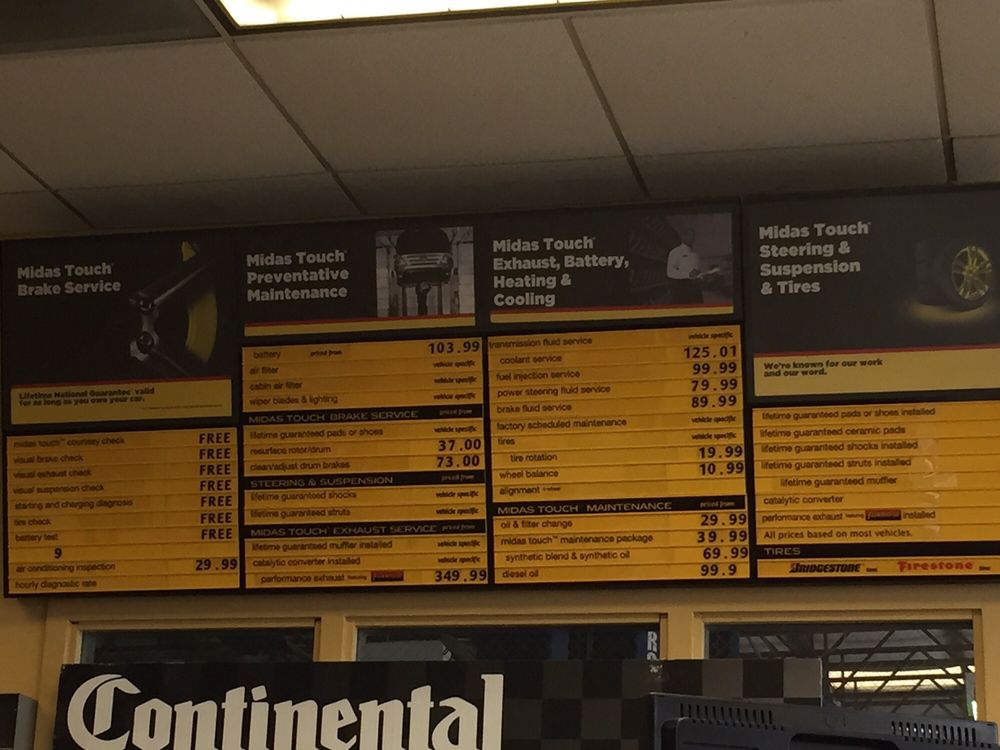 Midas Touch
Brake Service
Lifetime National Guarantee valid
for as long as you own your car.
midas touch™ courtesy check FREE
visual brake check FREE
visual exhaust check FREE
visual suspension check FREE
starting and charging diagnosis FREE
tire check FREE
battery test FREE
9
air conditioning inspection 29.99
hourly diagnostic rate
Midas Touch
Preventative
Maintenance
battery priced from 103.99
air filter vehicle specific
cabin air filter vehicle specific
wiper blades & lighting vehicle specific
MIDAS TOUCH BRAKE SERVICE priced from
lifetime guaranteed pads or shoes vehicle specific
resurface rotor/drum 37.00
clean/adjust drum brakes 73.00
STEERING & SUSPENSION priced from
lifetime guaranteed shocks vehicle specific
lifetime guaranteed struts vehicle specific
MIDAS TOUCH EXHAUST SERVICE priced from
lifetime guaranteed muffler installed vehicle specific
catalytic converter installed vehicle specific
performance exhaust featuring 349.99
Midas Touch
Exhaust, Battery,
Heating &
Cooling
transmission fluid service vehicle specific
coolant service 125.01
fuel injection service 99.99
power steering fluid service 79.99
brake fluid service 89.99
factory scheduled maintenance vehicle specific
tires vehicle specific
tire rotation 19.99
wheel balance 10.99
alignment vehicle specific
MIDAS TOUCH MAINTENANCE priced from
oil & filter change 29.99
midas touch™ maintenance package 39.99
synthetic blend & synthetic oil 69.99
diesel oil 99.9
Midas Touch
Steering &
Suspension
& Tires
We're known for our work
and our word.
lifetime guaranteed pads or shoes installed
lifetime guaranteed ceramic pads
lifetime guaranteed shocks installed
lifetime guaranteed struts installed
lifetime guaranteed muffler
catalytic converter
performance exhaust featuring installed
All prices based on most vehicles.
TIRES
BRIDGESTONE Firestone
Continental